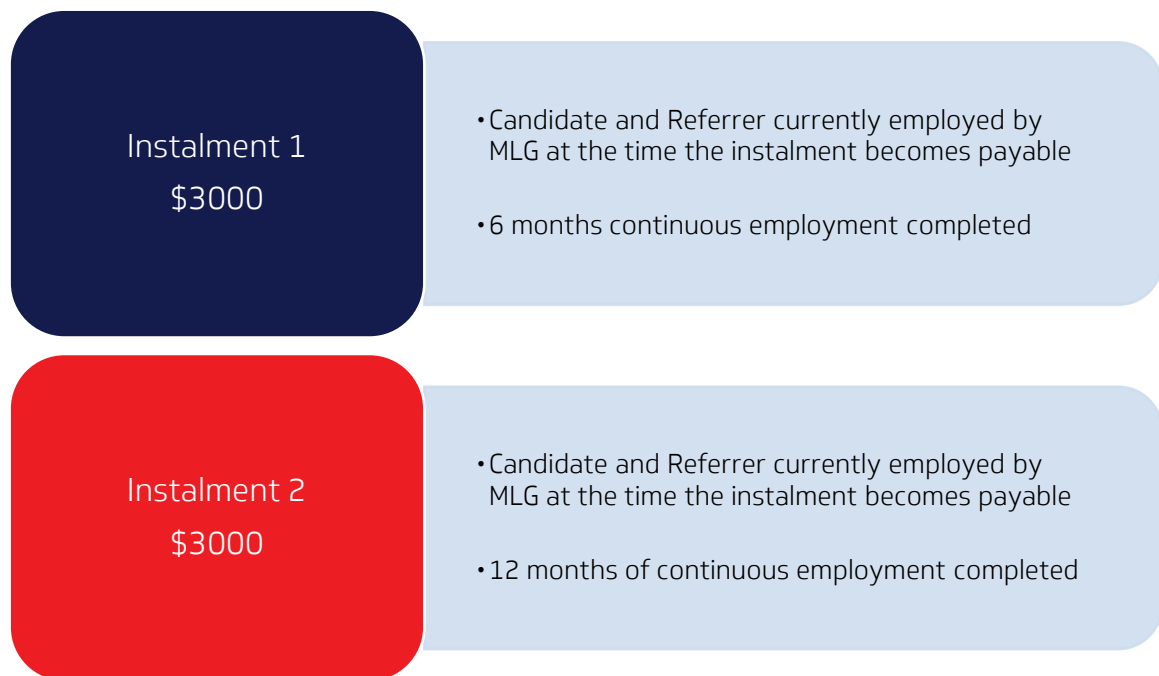 Instalment 1
$3000
•Candidate and Referrer currently employed by
MLG at the time the instalment becomes payable
•6 months continuous employment completed
Instalment 2
$3000
•Candidate and Referrer currently employed by
MLG at the time the instalment becomes payable
•12 months of continuous employment completed